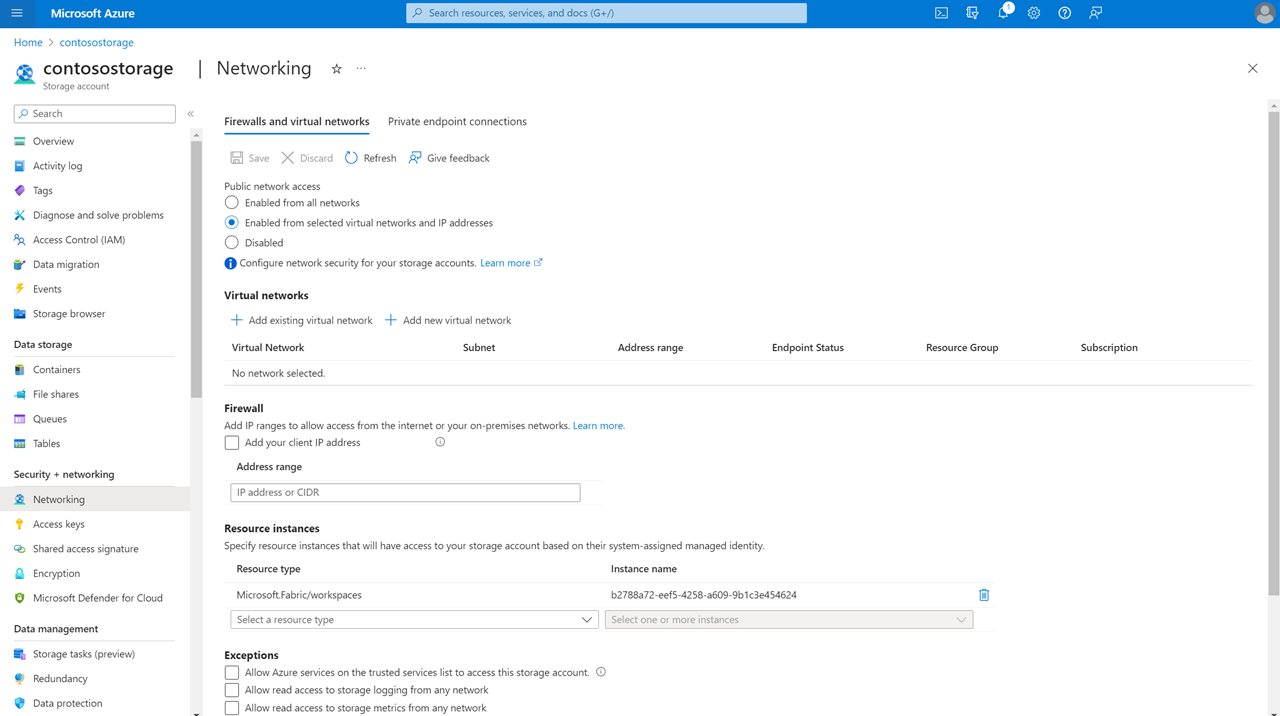 Microsoft Azure
Search resources, services, and docs (G+/)
1
Home > contosostorage
contosostorage | Networking ☆ ...
Storage account
Search
«
Overview
Activity log
Tags
Diagnose and solve problems
Access Control (IAM)
Data migration
Events
Storage browser
Data storage
Containers
File shares
Queues
Tables
Security + networking
Networking
Access keys
Shared access signature
Encryption
Microsoft Defender for Cloud
Data management
Storage tasks (preview)
Redundancy
Data protection
Firewalls and virtual networks Private endpoint connections
Save Discard Refresh Give feedback
Public network access
Enabled from all networks
Enabled from selected virtual networks and IP addresses
Disabled
Configure network security for your storage accounts. Learn more
Virtual networks
+ Add existing virtual network + Add new virtual network
Virtual Network Subnet Address range Endpoint Status Resource Group Subscription
No network selected.
Firewall
Add IP ranges to allow access from the internet or your on-premises networks. Learn more.
Add your client IP address
Address range
IP address or CIDR
Resource instances
Specify resource instances that will have access to your storage account based on their system-assigned managed identity.
Resource type Instance name
Microsoft.Fabric/workspaces b2788a72-eef5-4258-a609-9b1c3e454624
Select a resource type Select one or more instances
Exceptions
Allow Azure services on the trusted services list to access this storage account.
Allow read access to storage logging from any network
Allow read access to storage metrics from any network